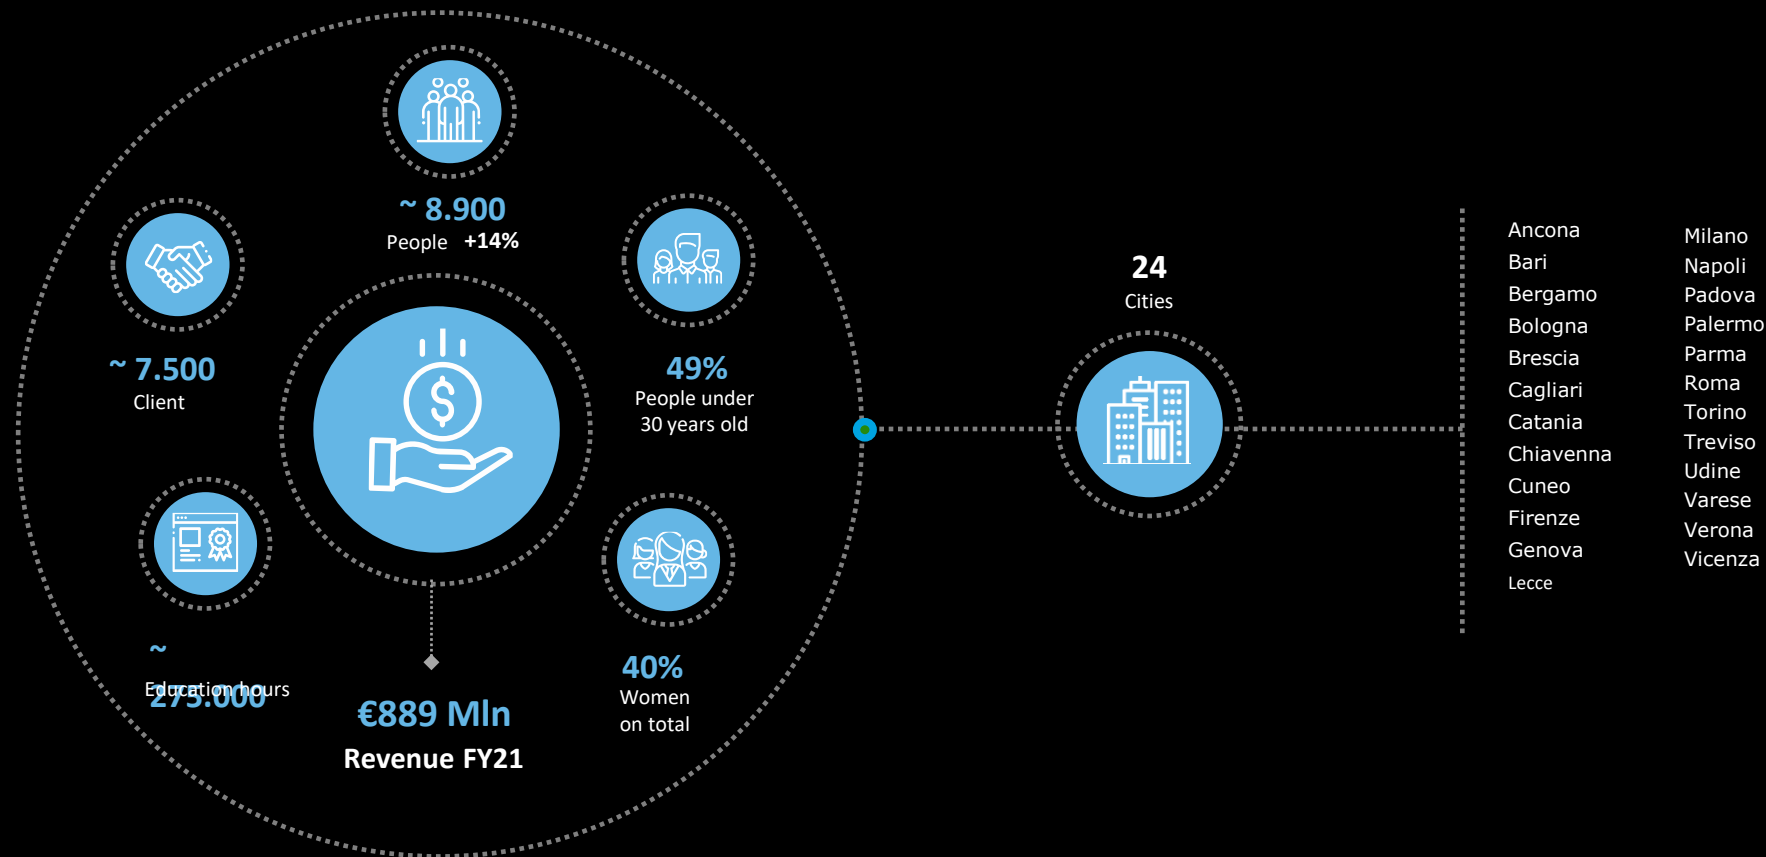 ~ 8.900
People +14%
~ 7.500
Client
49%
People under
30 years old
~
275.000
Education hours
€889 Mln
Revenue FY21
40%
Women
on total
24
Cities
Ancona
Bari
Bergamo
Bologna
Brescia
Cagliari
Catania
Chiavenna
Cuneo
Firenze
Genova
Lecce
Milano
Napoli
Padova
Palermo
Parma
Roma
Torino
Treviso
Udine
Varese
Verona
Vicenza